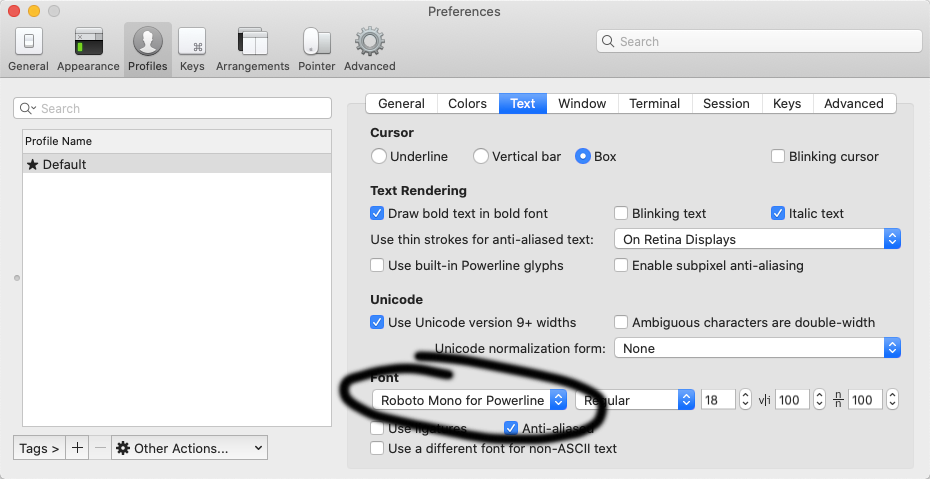 Preferences
General Appearance Profiles Keys Arrangements Pointer Advanced
Search
Search
Profile Name
★ Default
Tags > + − Other Actions...
General Colors Text Window Terminal Session Keys Advanced
Cursor
Underline Vertical bar Box Blinking cursor
Text Rendering
Draw bold text in bold font Blinking text Italic text
Use thin strokes for anti-aliased text: On Retina Displays
Use built-in Powerline glyphs Enable subpixel anti-aliasing
Unicode
Use Unicode version 9+ widths Ambiguous characters are double-width
Unicode normalization form: None
Font
Roboto Mono for Powerline Regular 18 v|i 100 n/n 100
Use ligatures Anti-aliased
Use a different font for non-ASCII text